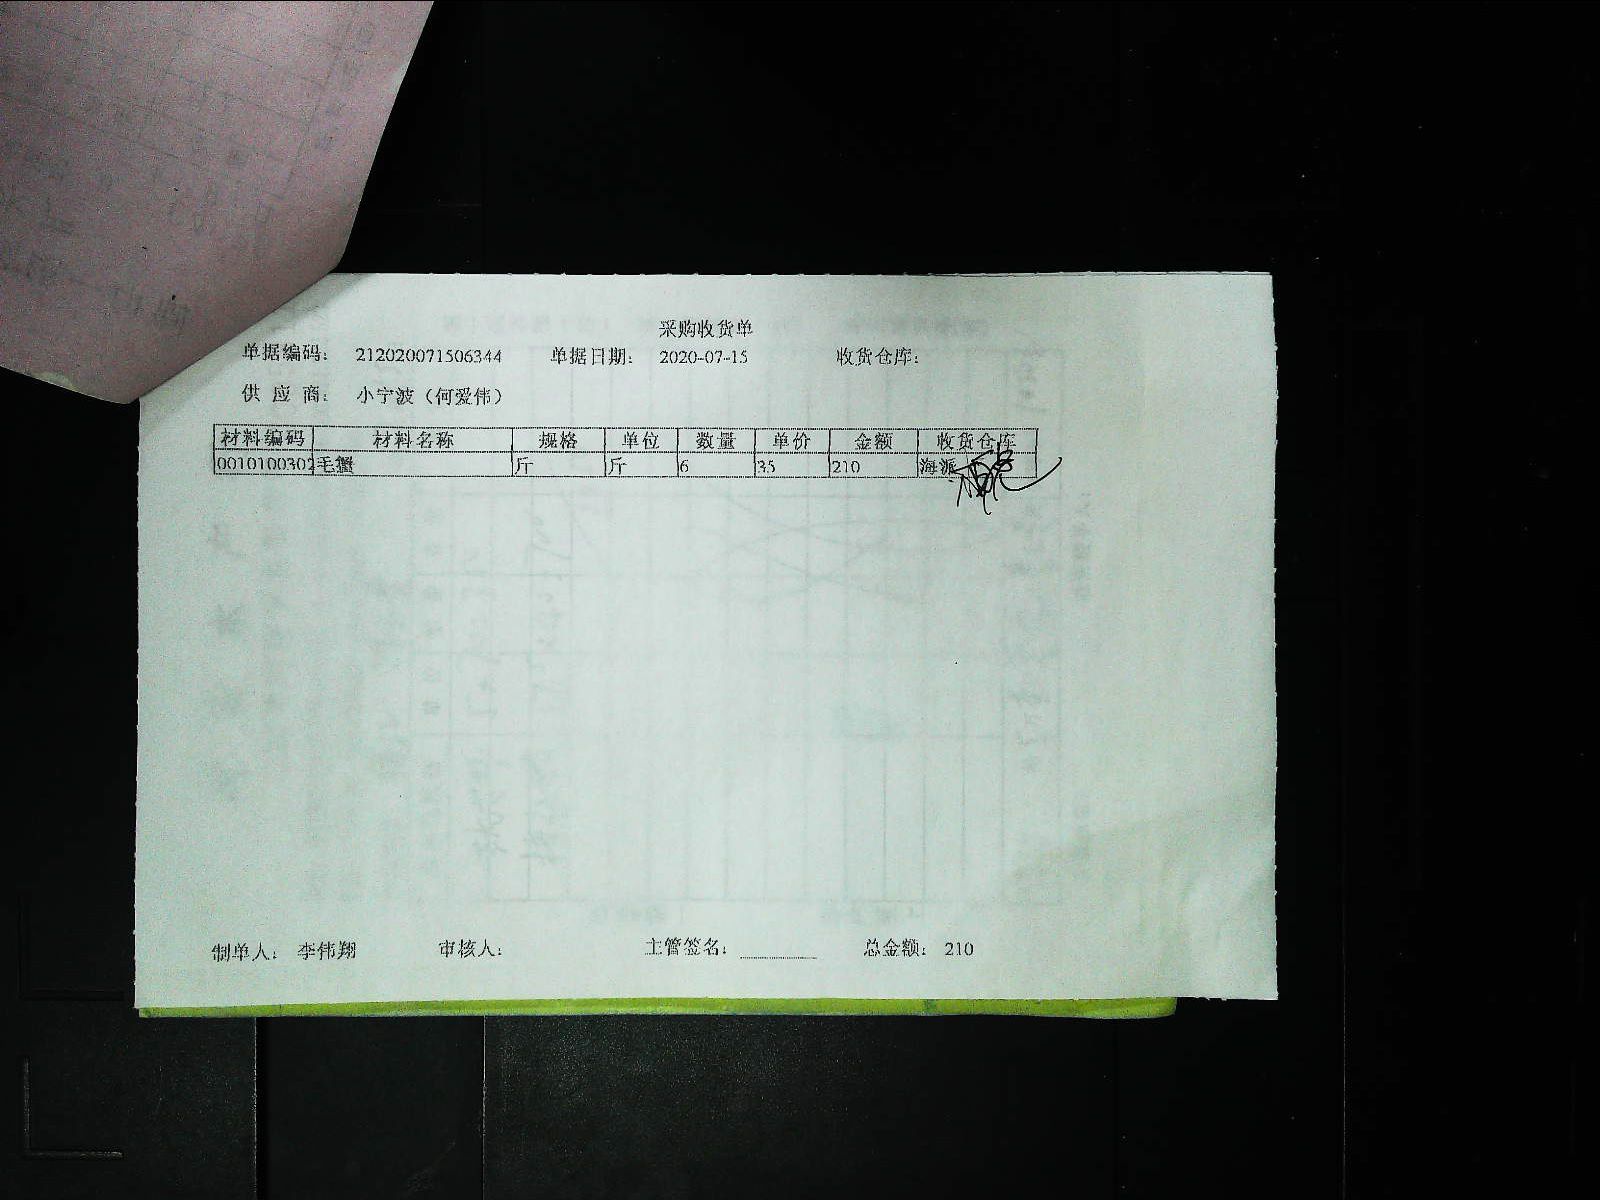 采购收货单
单据编码： 212020071506344 单据日期： 2020-07-15 收货仓库：
供 应 商： 小宁波（何爱伟）
材料编码 材料名称 规格 单位 数量 单价 金额 收货仓库
0010100302 毛蟹 斤 斤 6 35 210 海派
制单人： 李伟翔 审核人： 主管签名： 总金额： 210